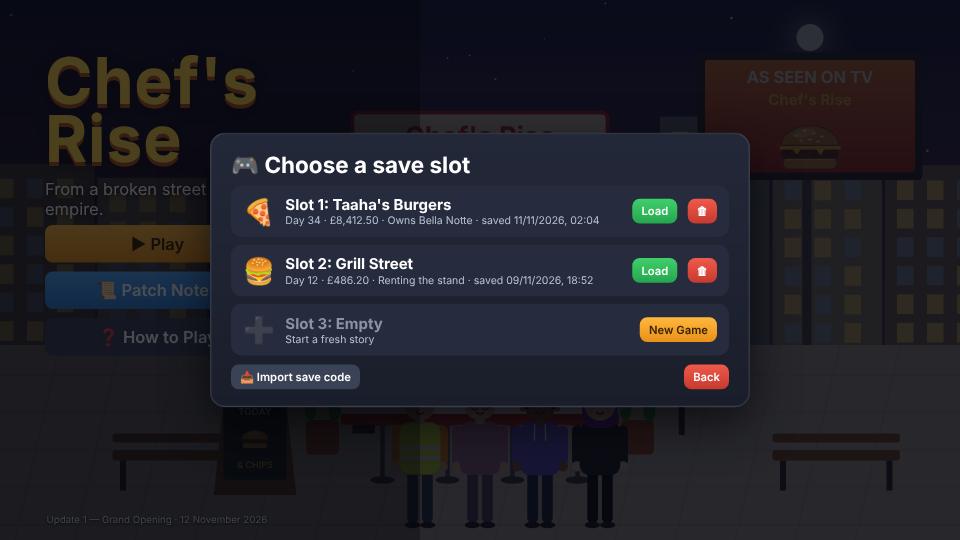 Chef's
Rise
From a broken street
empire.
▶ Play
📜 Patch Note
❓ How to Play
AS SEEN ON TV
Chef's Rise
Chef's Rise
🎮 Choose a save slot
Slot 1: Taaha's Burgers
Day 34 · £8,412.50 · Owns Bella Notte · saved 11/11/2026, 02:04
Load
Slot 2: Grill Street
Day 12 · £486.20 · Renting the stand · saved 09/11/2026, 18:52
Load
Slot 3: Empty
Start a fresh story
New Game
📥 Import save code
Back
TODAY
& CHIPS
Update 1 — Grand Opening · 12 November 2026